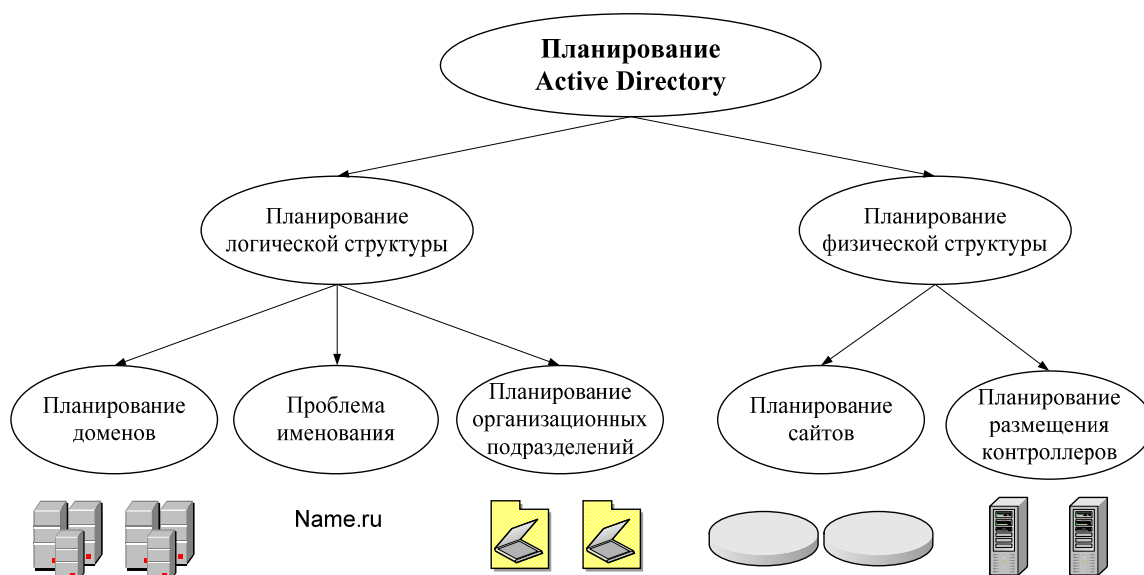 Планирование
Active Directory
Планирование
логической структуры
Планирование
физической структуры
Планирование
доменов
Проблема
именования
Планирование
организационных
подразделений
Планирование
сайтов
Планирование
размещения
контроллеров
Name.ru